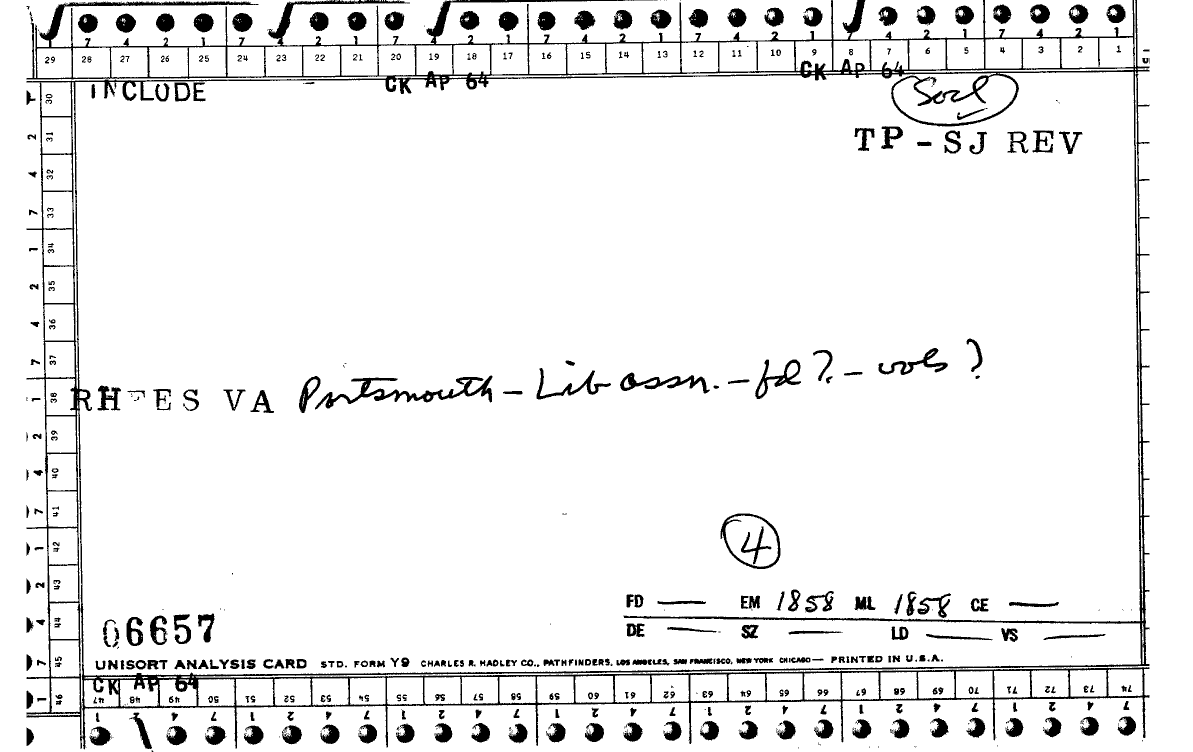 7 4 2 1 7 4 2 1 7 4 2 1 7 4 2 1 7 4 2 1 7 4 2 1 7 4 2 1
29 28 27 26 25 24 23 22 21 20 19 18 17 16 15 14 13 12 11 10 9 8 7 6 5 4 3 2 1
CK AP 64 CK AP 64
INCLODE Socl
TP-SJ REV
1 30
2 31
4 32
7 33
1 34
2 35
4 36
7 37
RHEES VA Portsmouth - Lib assn. - fd ?. - vols ?
1 38
2 39
4 40
7 41
1 42
4
2 43
FD — EM 1858 ML 1858 CE —
4 44
06657 DE — SZ — LD — VS —
7 45
UNISORT ANALYSIS CARD STD. FORM Y9 CHARLES R. HADLEY CO., PATHFINDERS, LOS ANGELES, SAN FRANCISCO, NEW YORK CHICAGO — PRINTED IN U.S.A.
1 46
CK AP 64
47 48 49 50 51 52 53 54 55 56 57 58 59 60 61 62 63 64 65 66 67 68 69 70 71 72 73 74
1 2 4 7 1 2 4 7 1 2 4 7 1 2 4 7 1 2 4 7 1 2 4 7 1 2 4 7